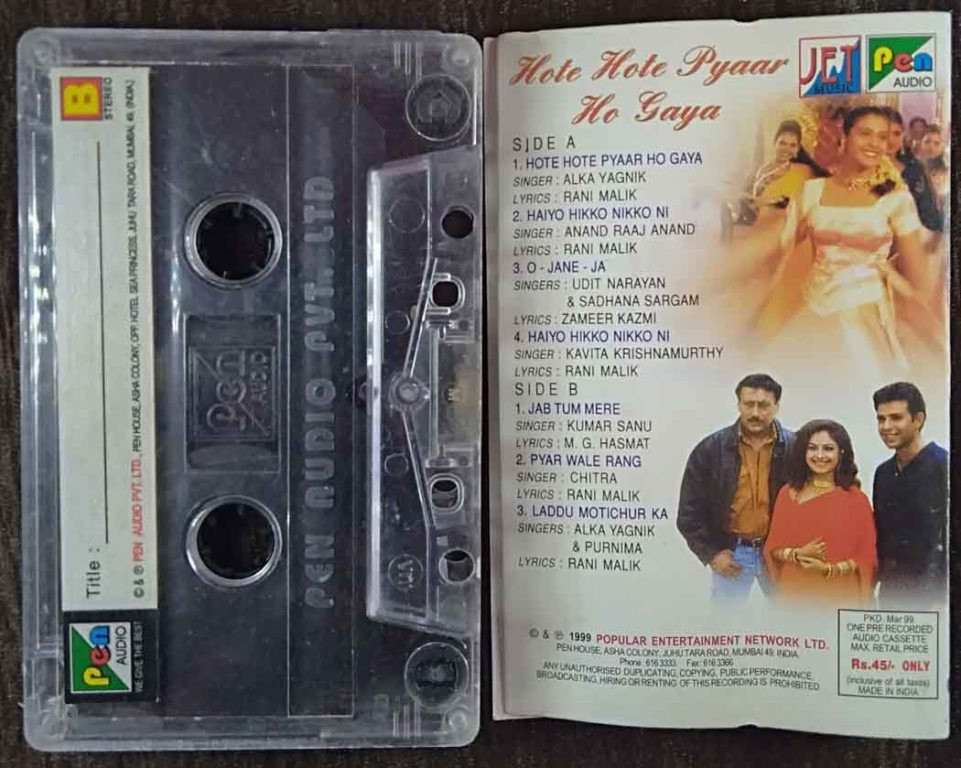 B
STEREO
Title :
© & ℗ PEN AUDIO PVT. LTD., PEN HOUSE, ASHA COLONY, OPP. HOTEL SEA PRINCESS, JUHU TARA ROAD, MUMBAI 49. (INDIA.)
Pen
AUDIO
WE GIVE THE BEST
Pen
AUDIO
PEN AUDIO PVT. LTD
Hote Hote Pyaar
Ho Gaya
JET
MUSIC
Pen
AUDIO
SIDE A
1. HOTE HOTE PYAAR HO GAYA
SINGER : ALKA YAGNIK
LYRICS : RANI MALIK
2. HAIYO HIKKO NIKKO NI
SINGER : ANAND RAAJ ANAND
LYRICS : RANI MALIK
3. O - JANE - JA
SINGERS : UDIT NARAYAN
& SADHANA SARGAM
LYRICS : ZAMEER KAZMI
4. HAIYO HIKKO NIKKO NI
SINGER : KAVITA KRISHNAMURTHY
LYRICS : RANI MALIK
SIDE B
1. JAB TUM MERE
SINGER : KUMAR SANU
LYRICS : M. G. HASMAT
2. PYAR WALE RANG
SINGER : CHITRA
LYRICS : RANI MALIK
3. LADDU MOTICHUR KA
SINGERS : ALKA YAGNIK
& PURNIMA
LYRICS : RANI MALIK
© & ℗ 1999 POPULAR ENTERTAINMENT NETWORK LTD.
PEN HOUSE, ASHA COLONY, JUHU TARA ROAD, MUMBAI 49. INDIA.
Phone : 616 3333 Fax : 616 3366
ANY UNAUTHORISED DUPLICATING, COPYING, PUBLIC PERFORMANCE,
BROADCASTING, HIRING OR RENTING OF THIS RECORDING IS PROHIBITED
PKD. Mar 99
ONE PRE RECORDED
AUDIO CASSETTE
MAX. RETAIL PRICE
Rs.45/- ONLY
(inclusive of all taxes)
MADE IN INDIA